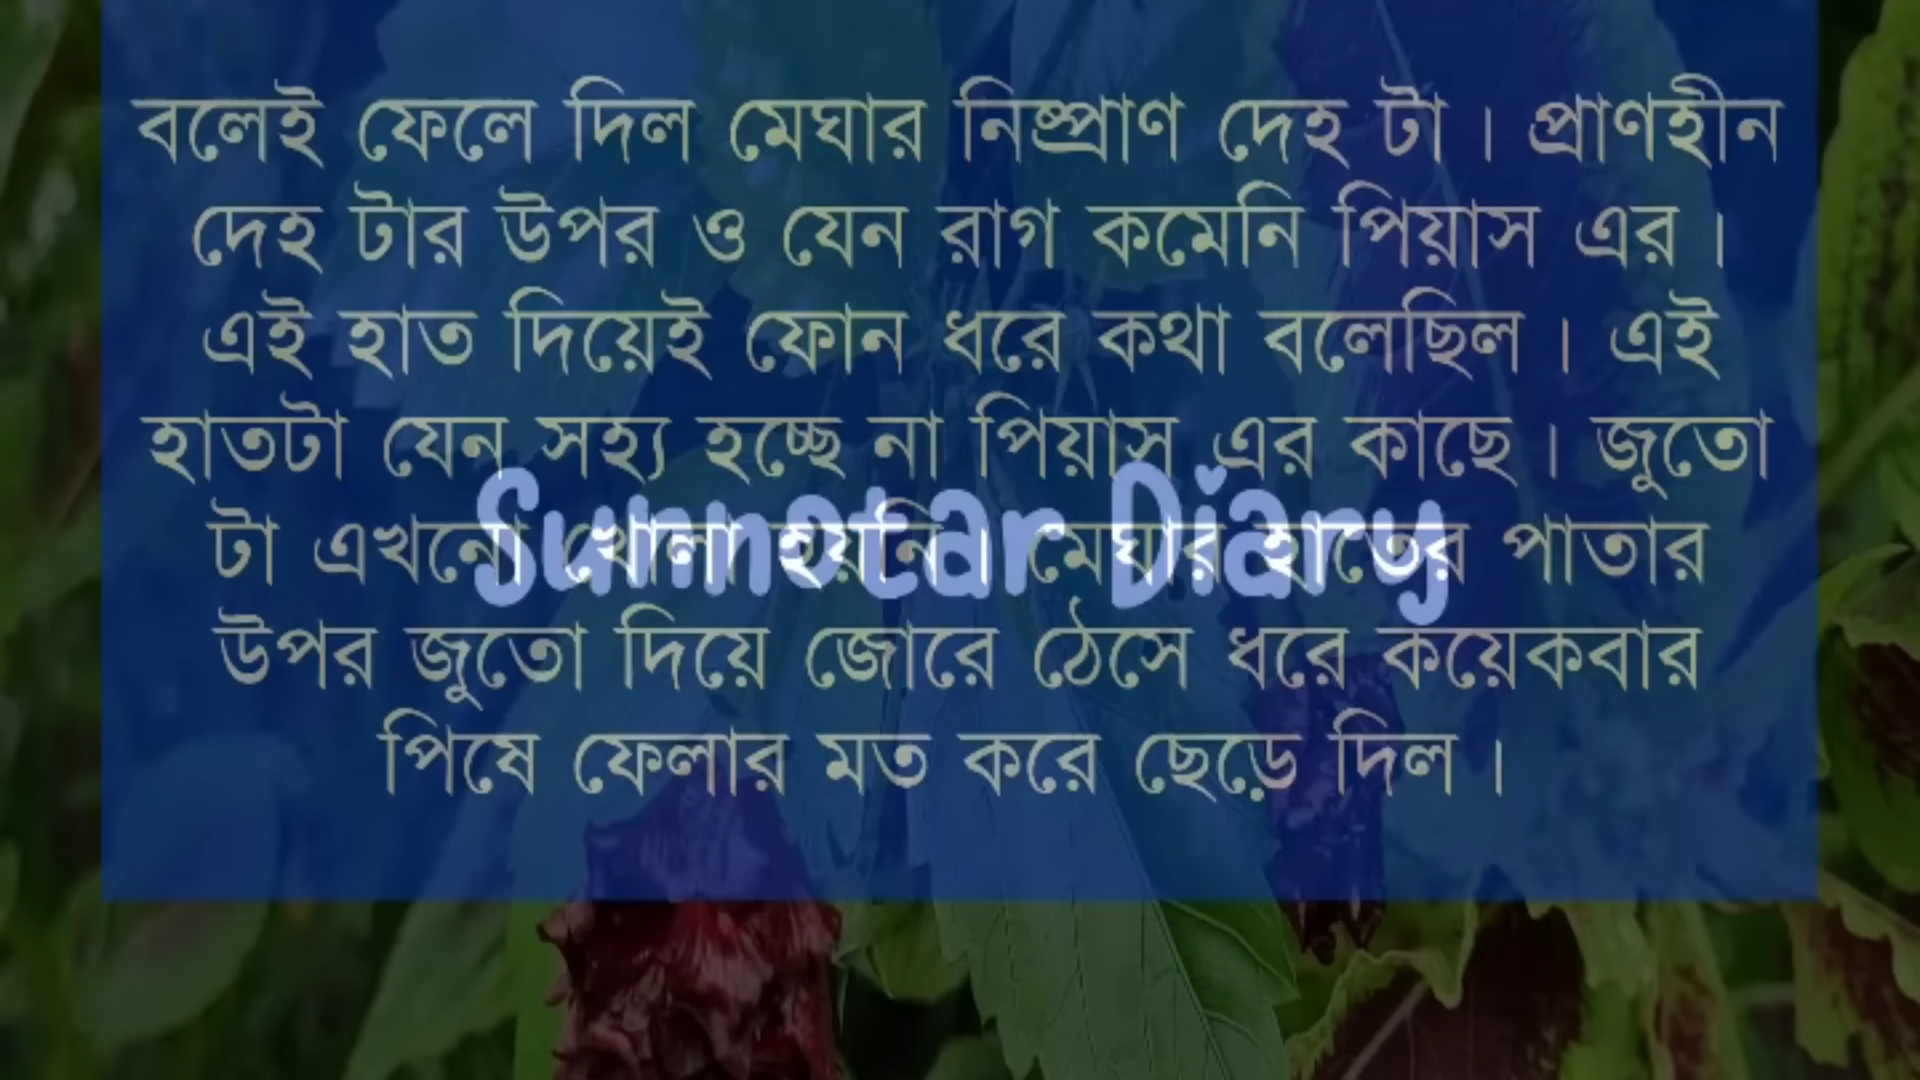 বলেই ফেলে দিল মেঘার নিষ্প্রাণ দেহ টা । প্রাণহীন
দেহ টার উপর ও যেন রাগ কমেনি পিয়াস এর ।
এই হাত দিয়েই ফোন ধরে কথা বলেছিল । এই
হাতটা যেন সহ্য হচ্ছে না পিয়াস এর কাছে । জুতো
Sunnotar Diary
টা এখনো খোলা হয়নি । মেঘার হাতের পাতার
উপর জুতো দিয়ে জোরে ঠেসে ধরে কয়েকবার
পিষে ফেলার মত করে ছেড়ে দিল ।